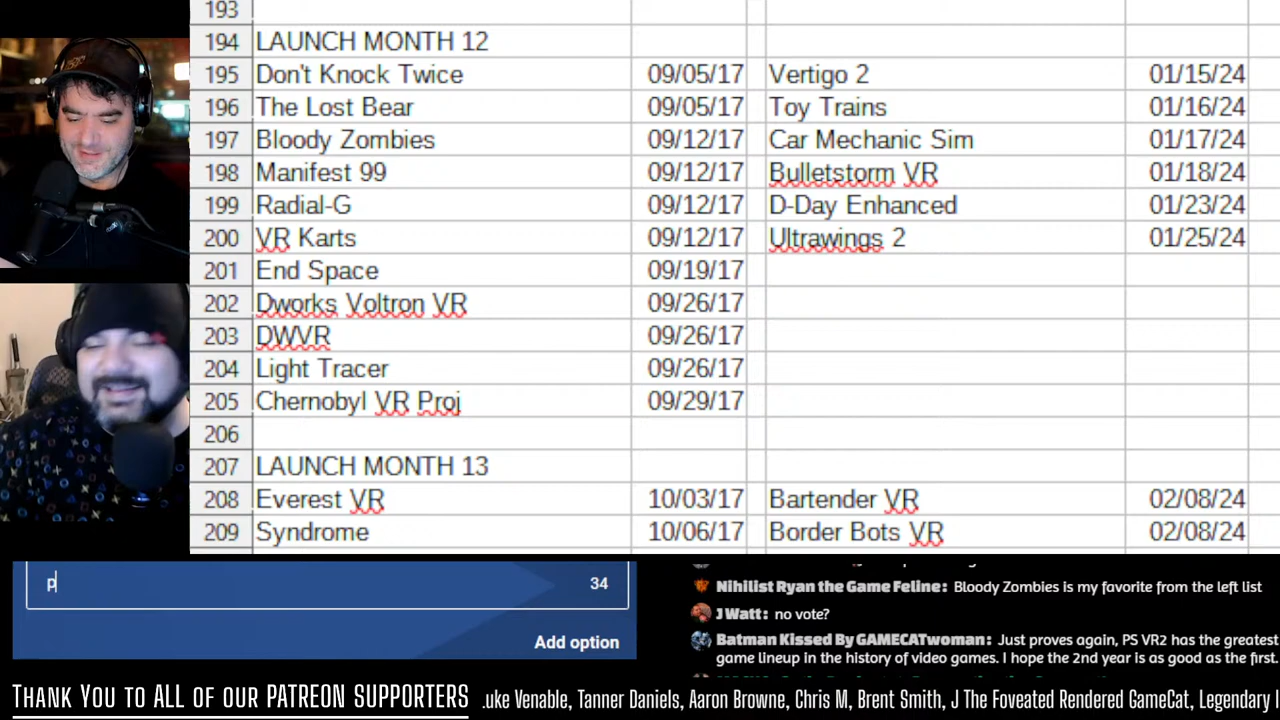 193
194 LAUNCH MONTH 12
195 Don't Knock Twice 09/05/17 Vertigo 2 01/15/24
196 The Lost Bear 09/05/17 Toy Trains 01/16/24
197 Bloody Zombies 09/12/17 Car Mechanic Sim 01/17/24
198 Manifest 99 09/12/17 Bulletstorm VR 01/18/24
199 Radial-G 09/12/17 D-Day Enhanced 01/23/24
200 VR Karts 09/12/17 Ultrawings 2 01/25/24
201 End Space 09/19/17
202 Dworks Voltron VR 09/26/17
203 DWVR 09/26/17
204 Light Tracer 09/26/17
205 Chernobyl VR Proj 09/29/17
206
207 LAUNCH MONTH 13
208 Everest VR 10/03/17 Bartender VR 02/08/24
209 Syndrome 10/06/17 Border Bots VR 02/08/24
p 34
Add option
Nihilist Ryan the Game Feline: Bloody Zombies is my favorite from the left list
J Watt: no vote?
Batman Kissed By GAMECATwoman: Just proves again, PS VR2 has the greatest
game lineup in the history of video games. I hope the 2nd year is as good as the first.
THANK YOU TO ALL OF OUR PATREON SUPPORTERS .uke Venable, Tanner Daniels, Aaron Browne, Chris M, Brent Smith, J The Foveated Rendered GameCat, Legendary